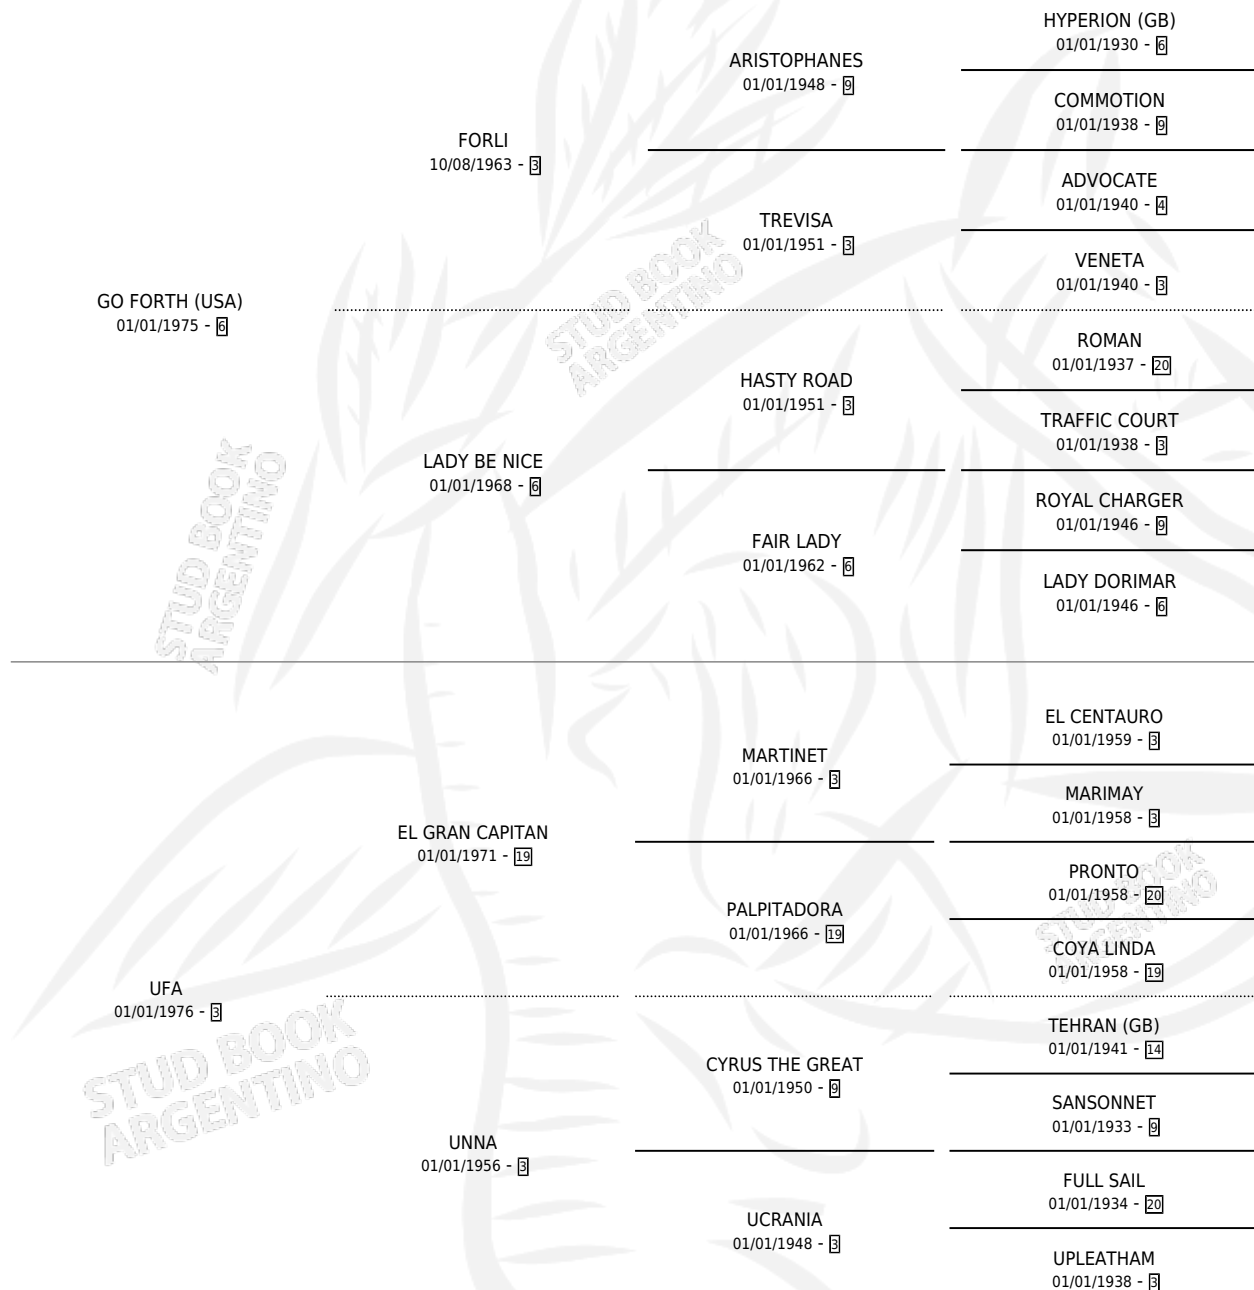 HYPERION (GB)
01/01/1930 - 6
ARISTOPHANES
01/01/1948 - 9
COMMOTION
01/01/1938 - 9
FORLI
10/08/1963 - 3
ADVOCATE
01/01/1940 - 4
TREVISA
01/01/1951 - 3
VENETA
01/01/1940 - 3
GO FORTH (USA)
01/01/1975 - 6
ROMAN
01/01/1937 - 20
HASTY ROAD
01/01/1951 - 3
TRAFFIC COURT
01/01/1938 - 3
LADY BE NICE
01/01/1968 - 6
ROYAL CHARGER
01/01/1946 - 9
FAIR LADY
01/01/1962 - 6
LADY DORIMAR
01/01/1946 - 6
EL CENTAURO
01/01/1959 - 3
MARTINET
01/01/1966 - 3
MARIMAY
01/01/1958 - 3
EL GRAN CAPITAN
01/01/1971 - 19
PRONTO
01/01/1958 - 20
PALPITADORA
01/01/1966 - 19
COYA LINDA
01/01/1958 - 19
UFA
01/01/1976 - 3
TEHRAN (GB)
01/01/1941 - 14
CYRUS THE GREAT
01/01/1950 - 9
SANSONNET
01/01/1933 - 9
UNNA
01/01/1956 - 3
FULL SAIL
01/01/1934 - 20
UCRANIA
01/01/1948 - 3
UPLEATHAM
01/01/1938 - 3
STUD BOOK
ARGENTINO
STUD BOOK
ARGENTINO
STUD BOOK
ARGENTINO
STUD BOOK
ARGENTINO